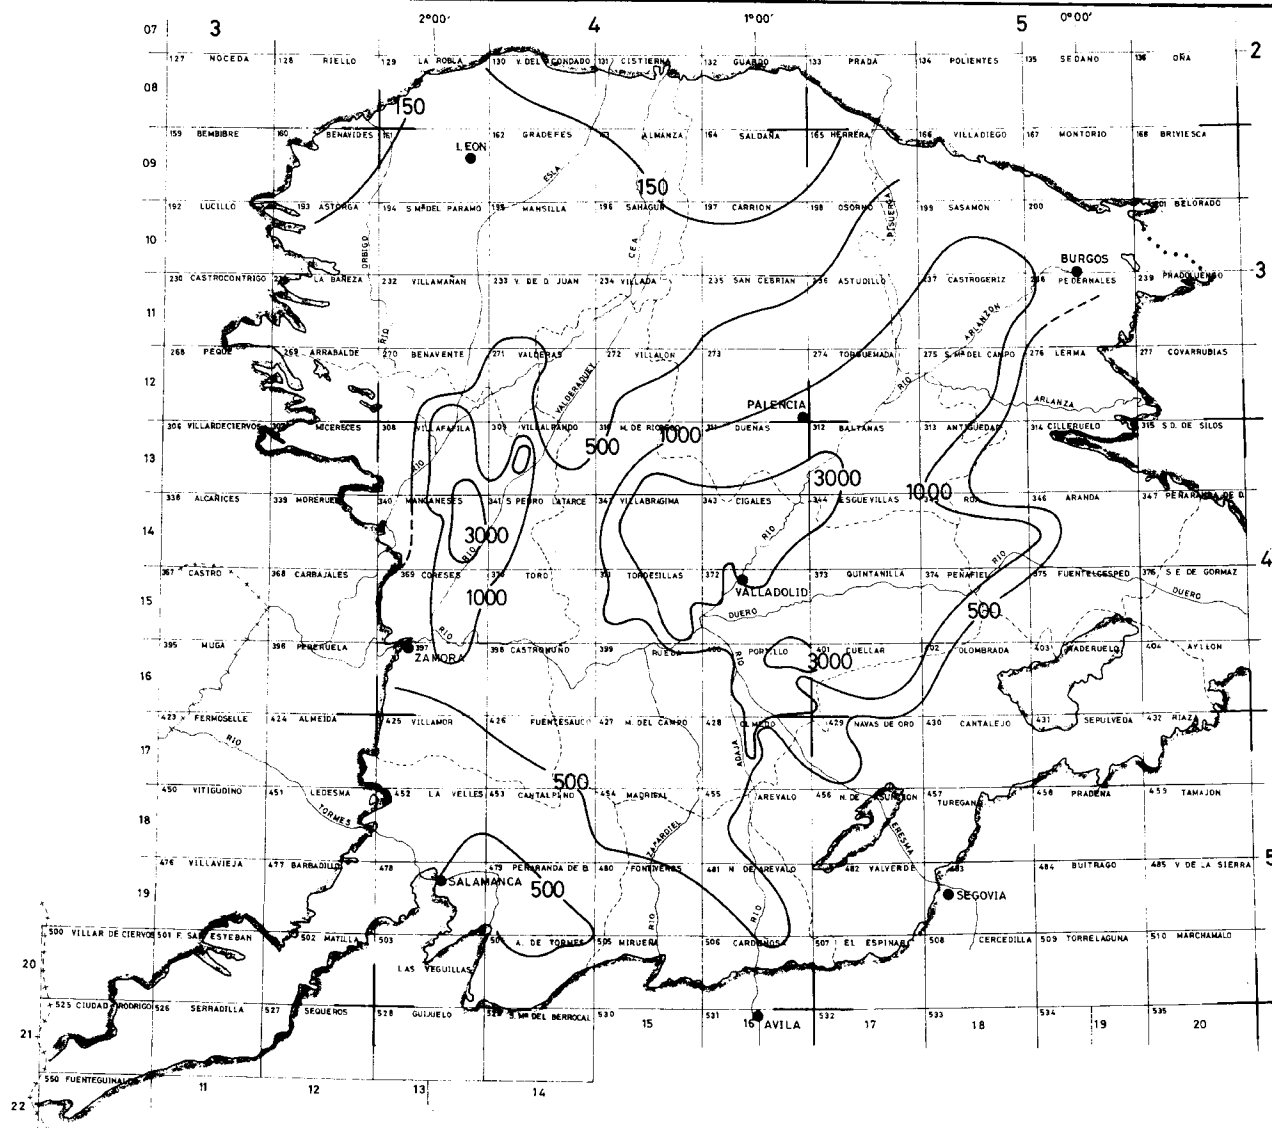 3 2°00' 4 1°00' 5 0°00'
07
127 NOCEDA 128 RIELLO 129 LA ROBLA 130 V. DEL CONDADO 131 CISTIERNA 132 GUARDO 133 PRADA 134 POLIENTES 135 SEDANO 136 OÑA 2
08
150
159 BEMBIBRE 160 BENAVIDES 161 162 GRADEFES 163 ALMANZA 164 SALDAÑA 165 HERRERA 166 VILLADIEGO 167 MONTORIO 168 BRIVIESCA
LEON
09
ESLA
150
192 LUCILLO 193 ASTORGA 194 S Mª DEL PARAMO 195 MANSILLA 196 SAHAGUN 197 CARRION 198 OSORNO 199 SASAMON 200 201 BELORADO
PISUERGA
10
ORBIGO
CEA
BURGOS
230 CASTROCONTRIGO LA BAÑEZA 232 VILLAMAÑAN 233 V. DE D. JUAN 234 VILLADA 235 SAN CEBRIAN 236 ASTUDILLO 237 CASTROGERIZ 238 PEDERNALES 239 PRADOLUENGO 3
11
ARLANZON
RIO
268 PEQUE 269 ARRABALDE 270 BENAVENTE 271 VALDERAS 272 VILLALON 273 274 TORQUEMADA 275 S. Mª DEL CAMPO 276 LERMA 277 COVARRUBIAS
12
VALDERADUEY
RIO
ARLANZA
PALENCIA
306 VILLARDECIERVOS 307 MICERECES 308 VILLAFAFILA 309 VILLALPANDO 310 M. DE RIOSECO 311 DUEÑAS 312 BALTANAS 313 ANTIGUEDAD 314 CILLERUELO 315 S.D. DE SILOS
500 1000
13
RIO
3000
1000
338 ALCAÑICES 339 MORERUELA 340 MANGANESES 341 S PEDRO LATARCE 342 VILLABRAGIMA 343 CIGALES 344 ESGUEVILLAS 345 ROA 346 ARANDA 347 PEÑARANDA DE D.
14
3000
RIO
RIO
RIO
367 CASTRO 368 CARBAJALES 369 CORESES 370 TORO 371 TORDESILLAS 372 373 QUINTANILLA 374 PEÑAFIEL 375 FUENTELCESPED 376 S.E. DE GORMAZ 4
VALLADOLID
15
1000
DUERO
500
DUERO
RIO
395 MUGA 396 PERERUELA 397 398 CASTRONUÑO 399 RUEDA 400 PORTILLO 401 CUELLAR 402 OLOMBRADA 403 MADERUELO 404 AYLLON
ZAMORA
RIO
3000
16
423 FERMOSELLE 424 ALMEIDA 425 VILLAMOR 426 FUENTESAUCO 427 M. DEL CAMPO 428 OLMEDO 429 NAVAS DE ORO 430 CANTALEJO 431 SEPULVEDA 432 RIAZA
RIO
17
ADAJA
500
450 VITIGUDINO 451 LEDESMA 452 LA VELLES 453 CANTALPINO 454 MADRIGAL 455 AREVALO 456 N. DE ASUNCION 457 TUREGANO 458 PRADENA 459 TAMAJON
TORMES
18
ZAPARDIEL
ERESMA
476 VILLAVIEJA 477 BARBADILLO 478 479 PEÑARANDA DE B. 480 FONTIVEROS 481 N. DE AREVALO 482 VALVERDE 483 484 BUITRAGO 485 V DE LA SIERRA 5
SALAMANCA
500
SEGOVIA
19
RIO
RIO
500 VILLAR DE CIERVOS 501 F. SAN ESTEBAN 502 MATILLA 503 A. DE TORMES 505 MIRUEÑA 506 CARDEÑOSA 507 EL ESPINAR 508 CERCEDILLA 509 TORRELAGUNA 510 MARCHAMALO
20
LAS VEGUILLAS
525 CIUDAD RODRIGO 526 SERRADILLA 527 SEQUEROS 528 GUIJUELO 529 S. Mª DEL BERROCAL 530 531 532 533 534 535
15 16 AVILA 17 18 19 20
21
550 FUENTEGUINALDO
11 12 13 14
22